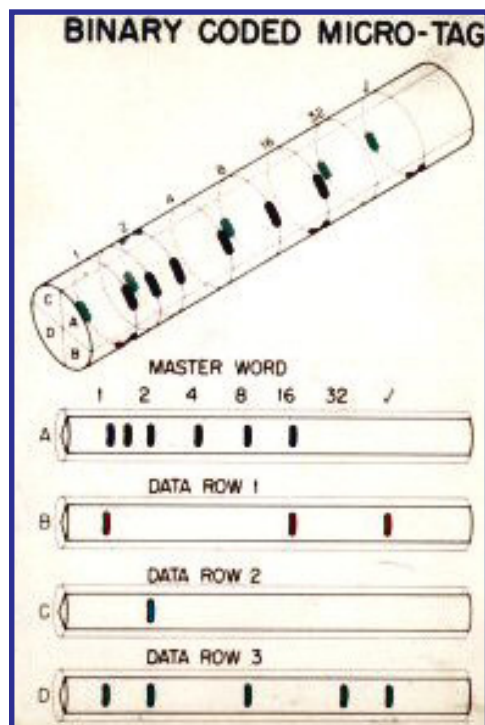 BINARY CODED MICRO-TAG
1 2 4 8 16 32 √
C
D A
B
MASTER WORD
1 2 4 8 16 32 √
A
DATA ROW 1
B
DATA ROW 2
C
DATA ROW 3
D